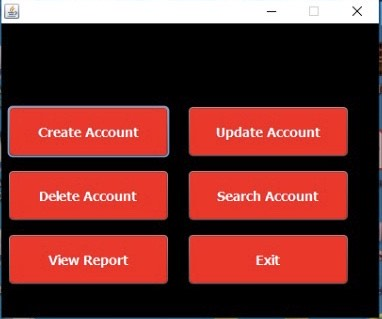 Create Account
Update Account
Delete Account
Search Account
View Report
Exit